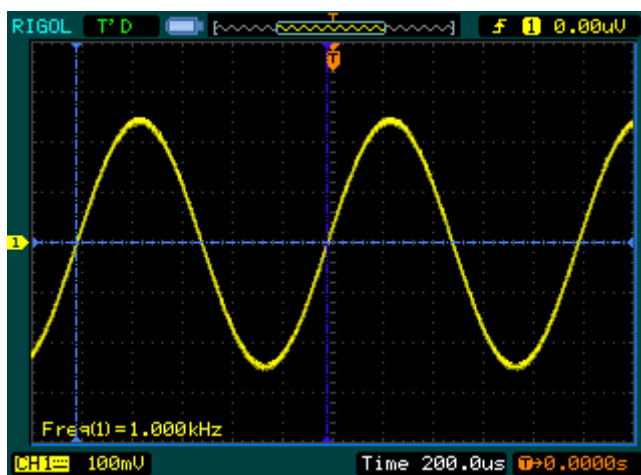 RIGOL T'D T 1 0.00uV
T
1
Freq(1)=1.000kHz
CH1 100mV Time 200.0us T→0.0000s